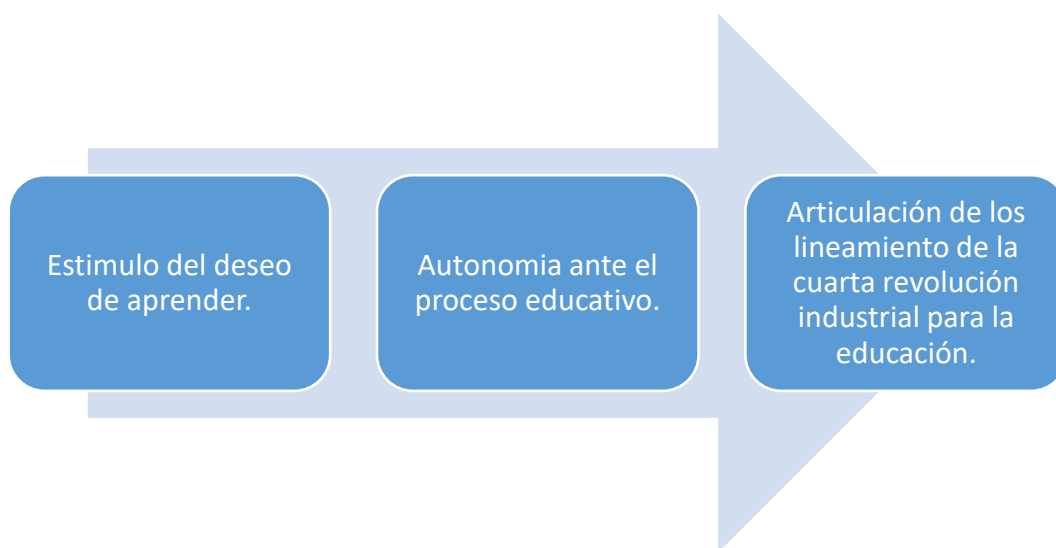 Estimulo del deseo
de aprender.
Autonomia ante el
proceso educativo.
Articulación de los
lineamiento de la
cuarta revolución
industrial para la
educación.